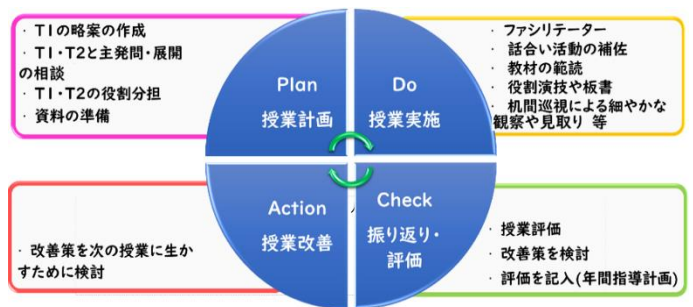 ・ T1の略案の作成
・ T1・T2と主発問・展開
の相談
・ T1・T2の役割分担
・ 資料の準備
Plan
授業計画
Do
授業実施
・ ファシリテーター
・ 話合い活動の補佐
・ 教材の範読
・ 役割演技や板書
・ 机間巡視による細やかな
観察や見取り 等
・ 改善策を次の授業に生か
すために検討
Action
授業改善
Check
振り返り・
評価
・ 授業評価
・ 改善策を検討
・ 評価を記入(年間指導計画)